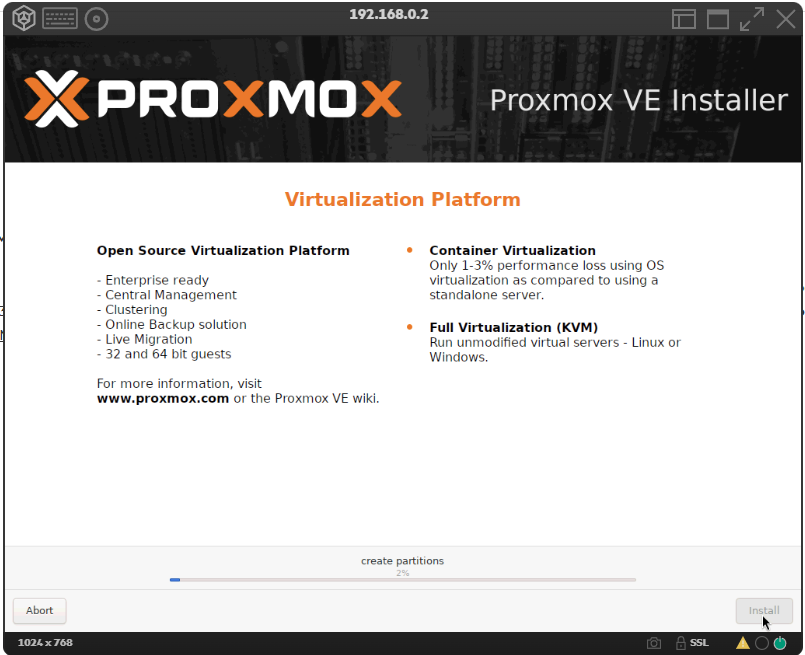 192.168.0.2
PROXMOX
Proxmox VE Installer
Virtualization Platform
Open Source Virtualization Platform
- Enterprise ready
- Central Management
- Clustering
- Online Backup solution
- Live Migration
- 32 and 64 bit guests
For more information, visit
www.proxmox.com or the Proxmox VE wiki.
Container Virtualization
Only 1-3% performance loss using OS
virtualization as compared to using a
standalone server.
Full Virtualization (KVM)
Run unmodified virtual servers - Linux or
Windows.
create partitions
2%
Abort
Install
1024 x 768
SSL